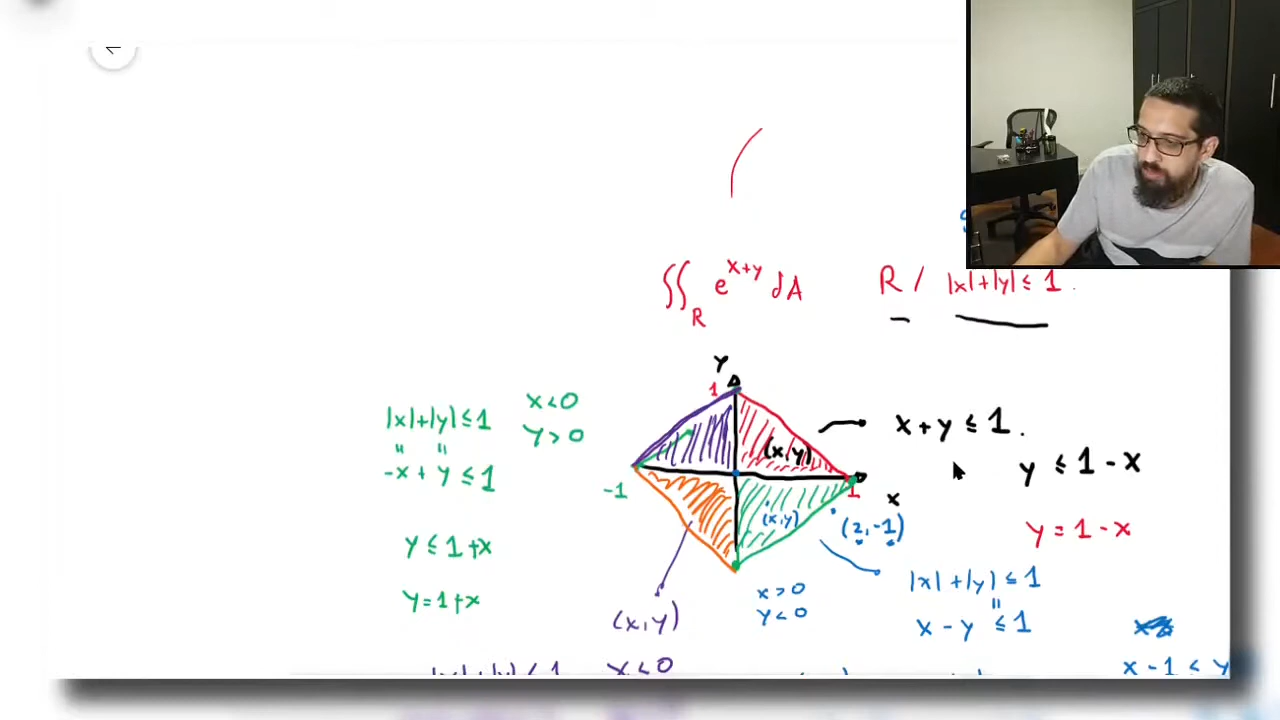 ∬_R e^{x+y} dA R / |x|+|y| ≤ 1.
Y
1
|x|+|y| ≤ 1 x<0
y>0
" "
-x + y ≤ 1
y ≤ 1+x
y=1+x
(x,y)
x + y ≤ 1.
y ≤ 1 - x
y = 1 - x
-1
1
x
(x,y)
(2,-1)
x>0
y<0
|x| + |y| ≤ 1
"
x - y ≤ 1
x - 1 ≤ y
(x,y)
x<0